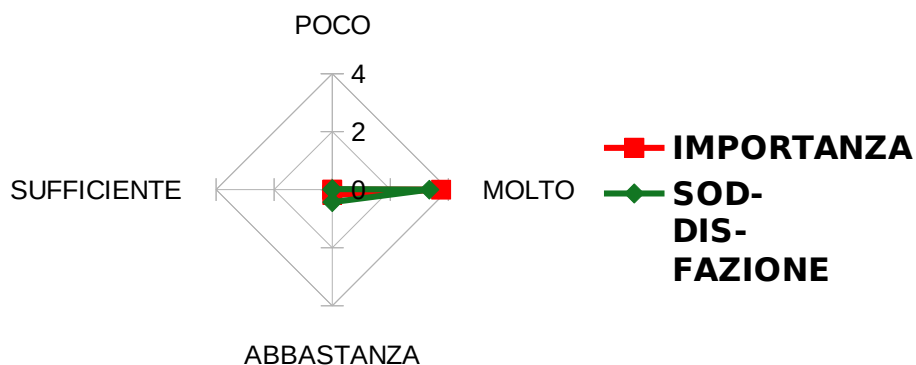 POCO
4
2
0
SUFFICIENTE
MOLTO
ABBASTANZA
IMPORTANZA
SOD-
DIS-
FAZIONE